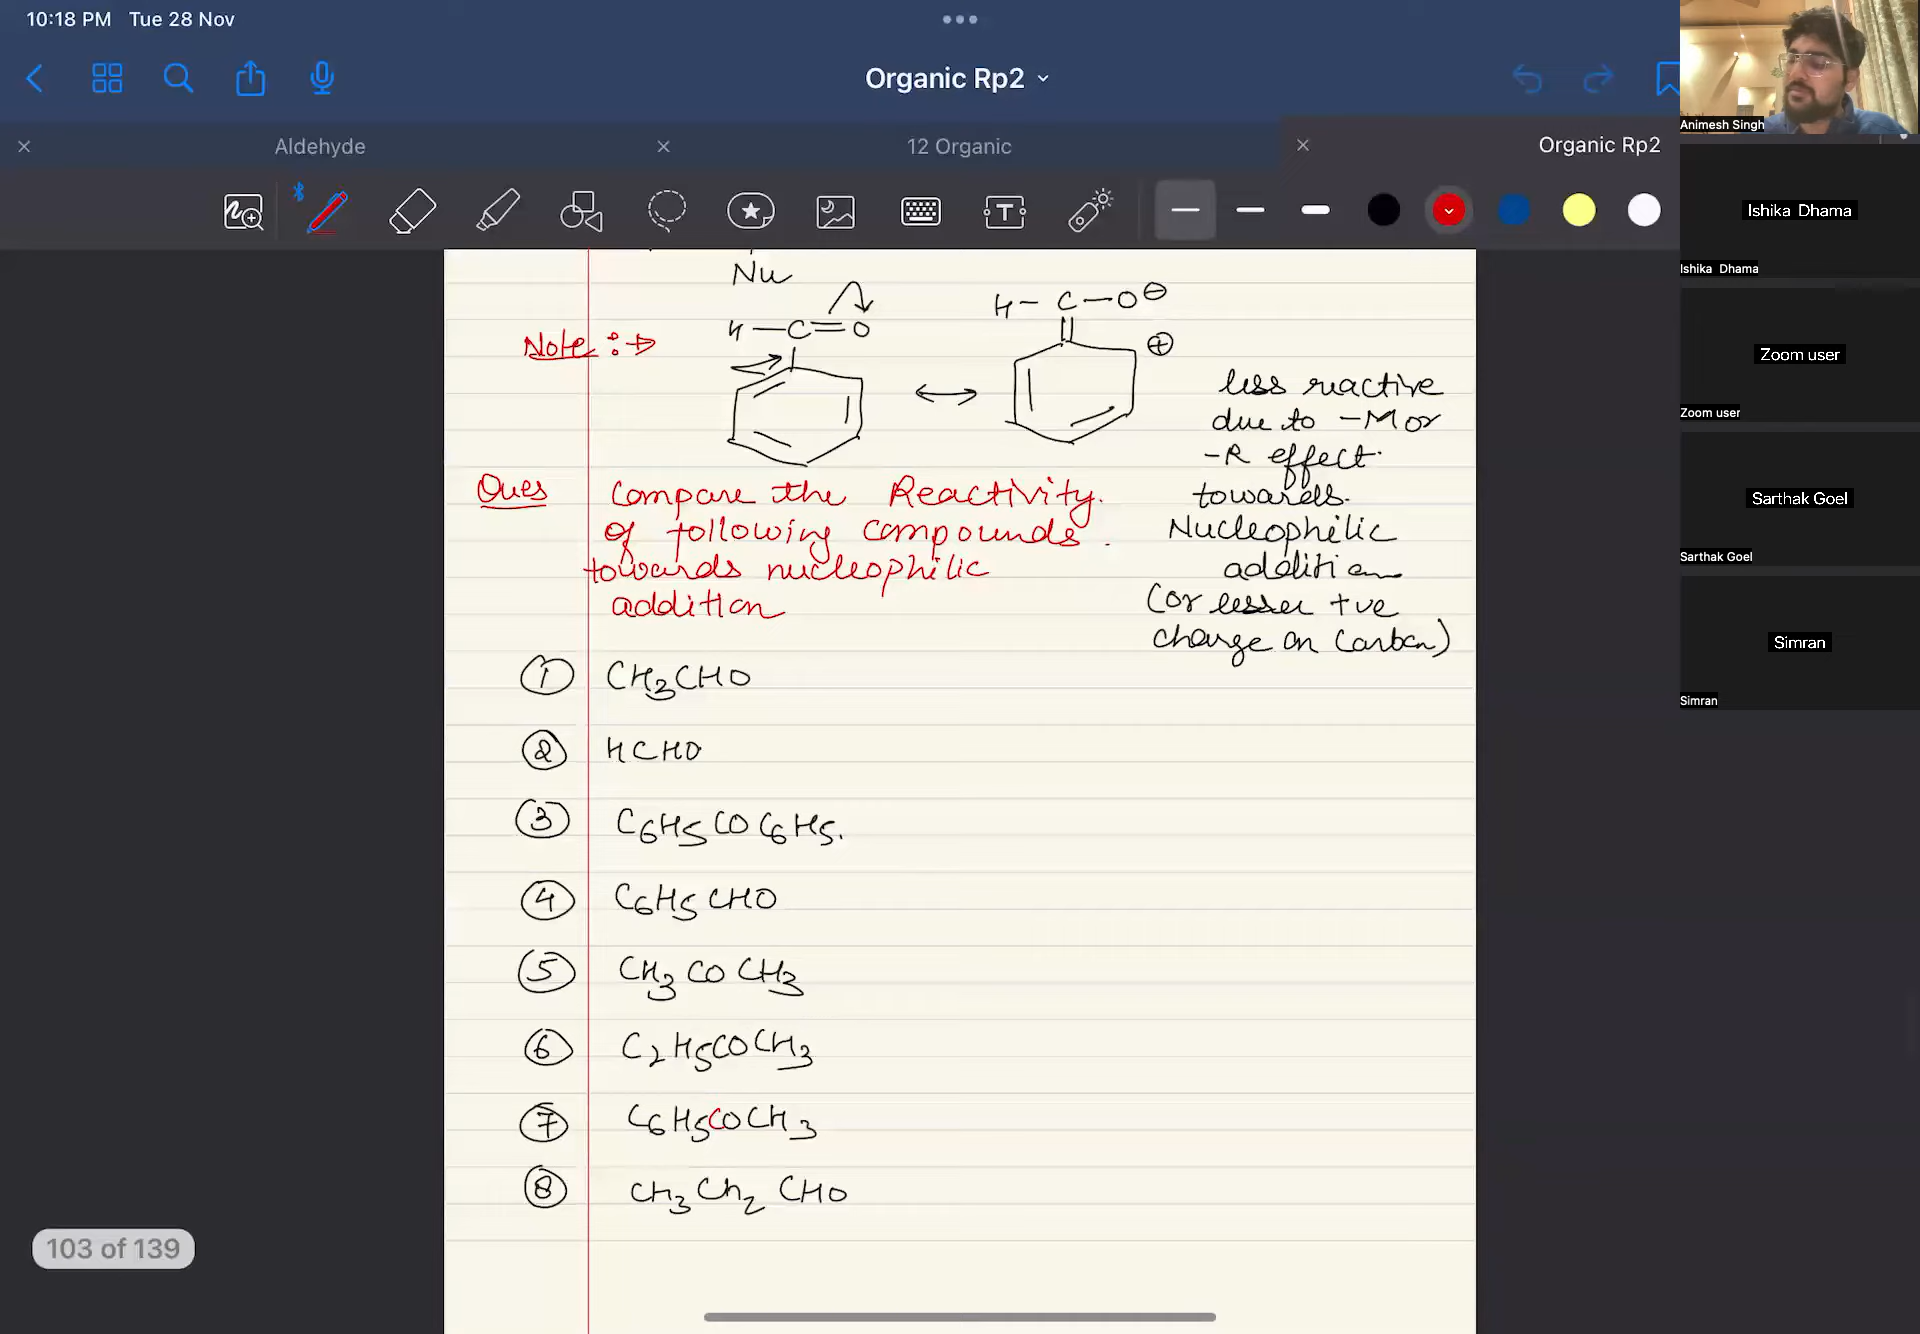 10:18 PM Tue 28 Nov
Organic Rp2
Aldehyde
12 Organic
Organic Rp2
Nu
H — C = O
H — C — O ⊖
⊕
Note :→
less reactive
due to -M or
-R effect.
towards.
Nucleophilic
addition
(or lesser +ve
charge on Carbon)
Ques Compare the Reactivity.
of following compounds.
towards nucleophilic
addition
① CH3CHO
② HCHO
③ C6H5COC6H5.
④ C6H5CHO
⑤ CH3COCH3
⑥ C2H5COCH3
⑦ C6H5COCH3
⑧ CH3CH2CHO
103 of 139
Animesh Singh
Ishika Dhama
Ishika Dhama
Zoom user
Zoom user
Sarthak Goel
Sarthak Goel
Simran
Simran